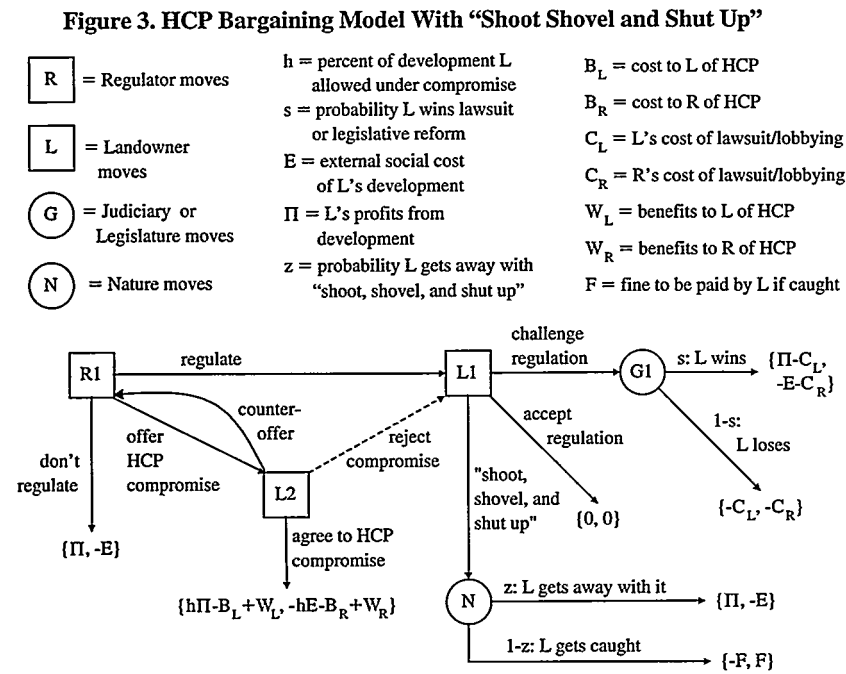 Figure 3. HCP Bargaining Model With “Shoot Shovel and Shut Up”
R = Regulator moves
L = Landowner
moves
G = Judiciary or
Legislature moves
N = Nature moves
h = percent of development L
allowed under compromise
s = probability L wins lawsuit
or legislative reform
E = external social cost
of L's development
Π = L's profits from
development
z = probability L gets away with
“shoot, shovel, and shut up”
B_L = cost to L of HCP
B_R = cost to R of HCP
C_L = L's cost of lawsuit/lobbying
C_R = R's cost of lawsuit/lobbying
W_L = benefits to L of HCP
W_R = benefits to R of HCP
F = fine to be paid by L if caught
R1
regulate
L1
challenge
regulation
G1
s: L wins
{Π-C_L,
-E-C_R}
1-s:
L loses
{-C_L, -C_R}
accept
regulation
{0, 0}
counter-
offer
offer
HCP
compromise
reject
compromise
don't
regulate
{Π, -E}
L2
agree to HCP
compromise
{hΠ-B_L+W_L, -hE-B_R+W_R}
"shoot,
shovel, and
shut up"
N
z: L gets away with it
{Π, -E}
1-z: L gets caught
{-F, F}